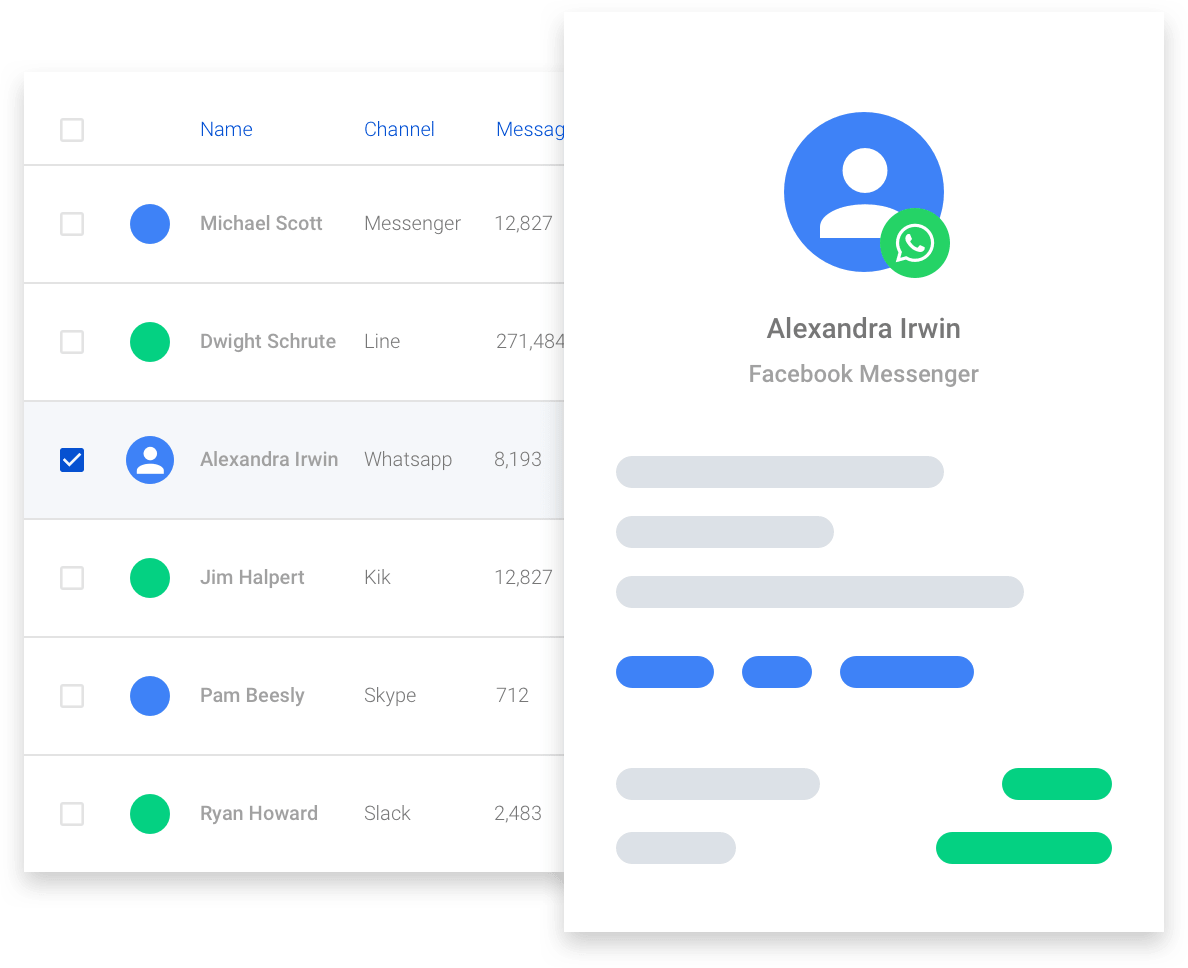 Name Channel Messag
Michael Scott Messenger 12,827
Dwight Schrute Line 271,484
Alexandra Irwin Whatsapp 8,193
Jim Halpert Kik 12,827
Pam Beesly Skype 712
Ryan Howard Slack 2,483
Alexandra Irwin
Facebook Messenger